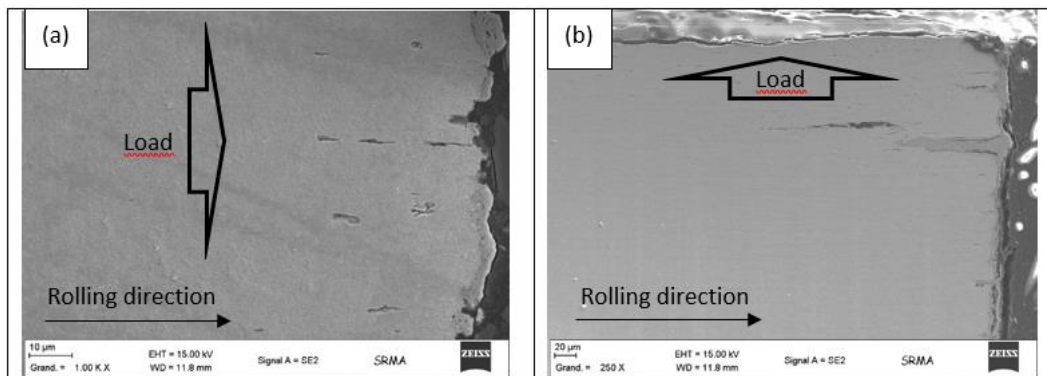 (a)
Load
Rolling direction
10 µm
EHT = 15.00 kV
Signal A = SE2
SRMA
ZEISS
Grand. = 1.00 K X
WD = 11.8 mm
(b)
Load
Rolling direction
20 µm
EHT = 15.00 kV
Signal A = SE2
SRMA
ZEISS
Grand. = 250 X
WD = 11.8 mm